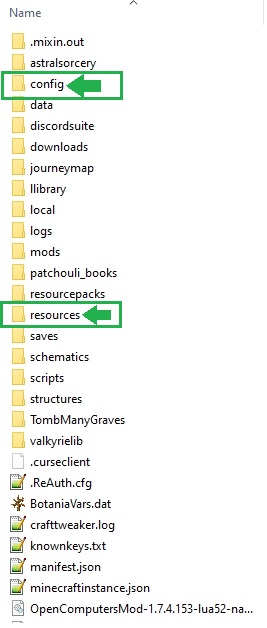 Name
.mixin.out
astralsorcery
config
data
discordsuite
downloads
journeymap
llibrary
local
logs
mods
patchouli_books
resourcepacks
resources
saves
schematics
scripts
structures
TombManyGraves
valkyrielib
.curseclient
.ReAuth.cfg
BotaniaVars.dat
crafttweaker.log
knownkeys.txt
manifest.json
minecraftinstance.json
OpenComputersMod-1.7.4.153-lua52-na...